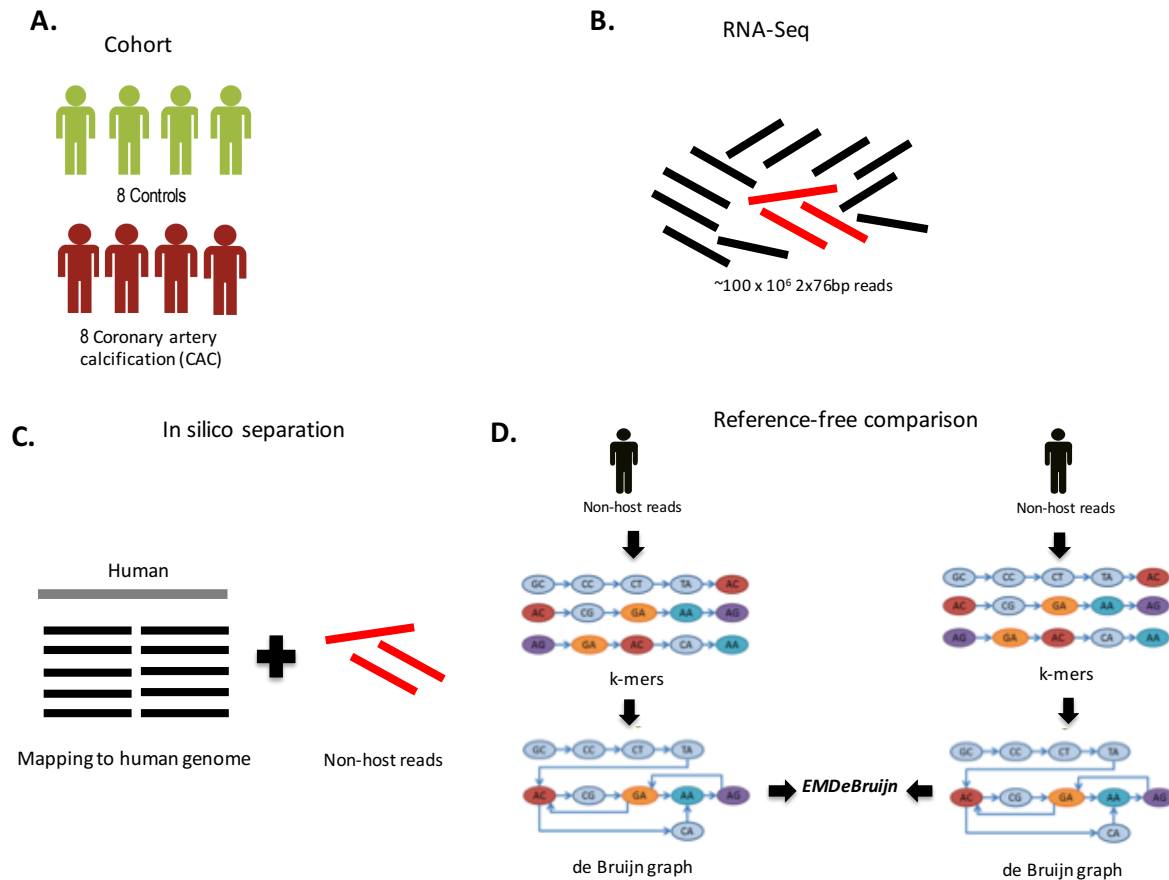 A.
Cohort
8 Controls
8 Coronary artery
calcification (CAC)
B.
RNA-Seq
~100 x 10⁶ 2x76bp reads
C.
In silico separation
Human
Mapping to human genome
Non-host reads
D.
Reference-free comparison
Non-host reads
GC CC CT TA AC
AC CG GA AA AG
AG GA AC CA AA
k-mers
GC CC CT TA
AC CG GA AA AG
CA
de Bruijn graph
EMDeBruijn
Non-host reads
GC CC CT TA AC
AC CG GA AA AG
AG GA AC CA AA
k-mers
GC CC CT TA
AC CG GA AA AG
CA
de Bruijn graph